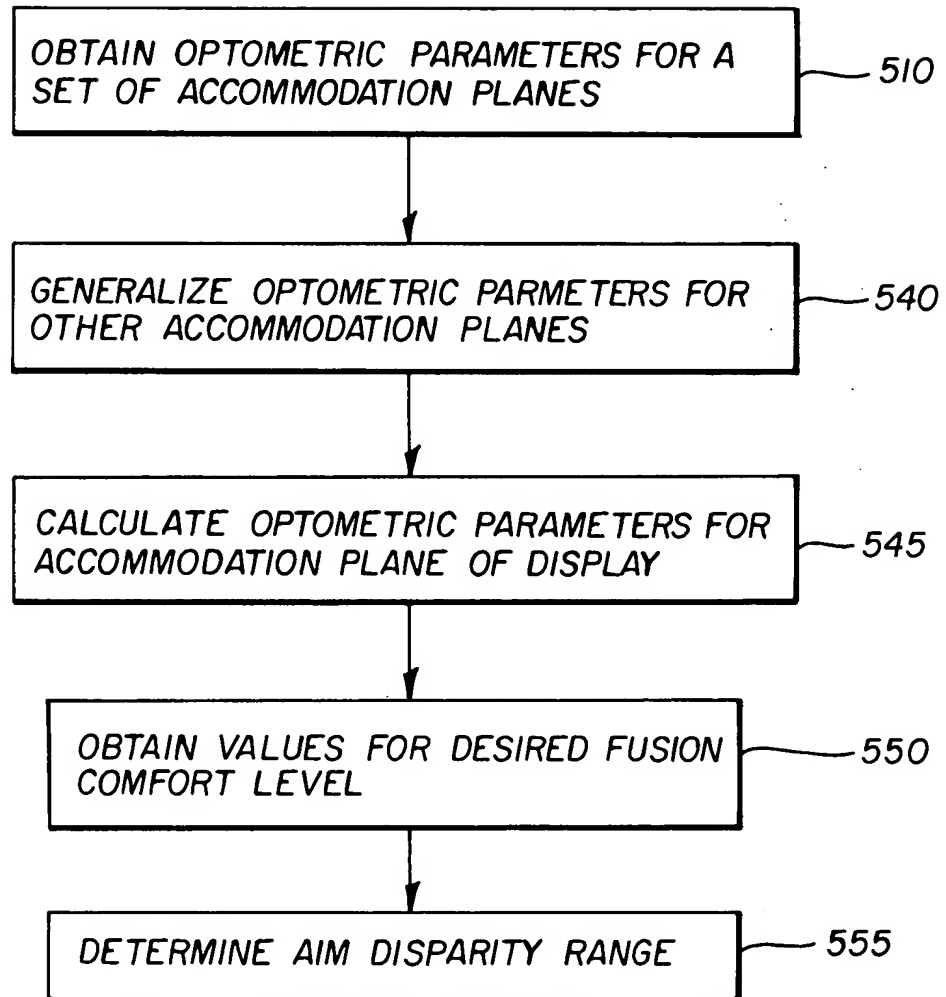 OBTAIN OPTOMETRIC PARAMETERS FOR A
SET OF ACCOMMODATION PLANES
510
GENERALIZE OPTOMETRIC PARMETERS FOR
OTHER ACCOMMODATION PLANES
540
CALCULATE OPTOMETRIC PARAMETERS FOR
ACCOMMODATION PLANE OF DISPLAY
545
OBTAIN VALUES FOR DESIRED FUSION
COMFORT LEVEL
550
DETERMINE AIM DISPARITY RANGE
555